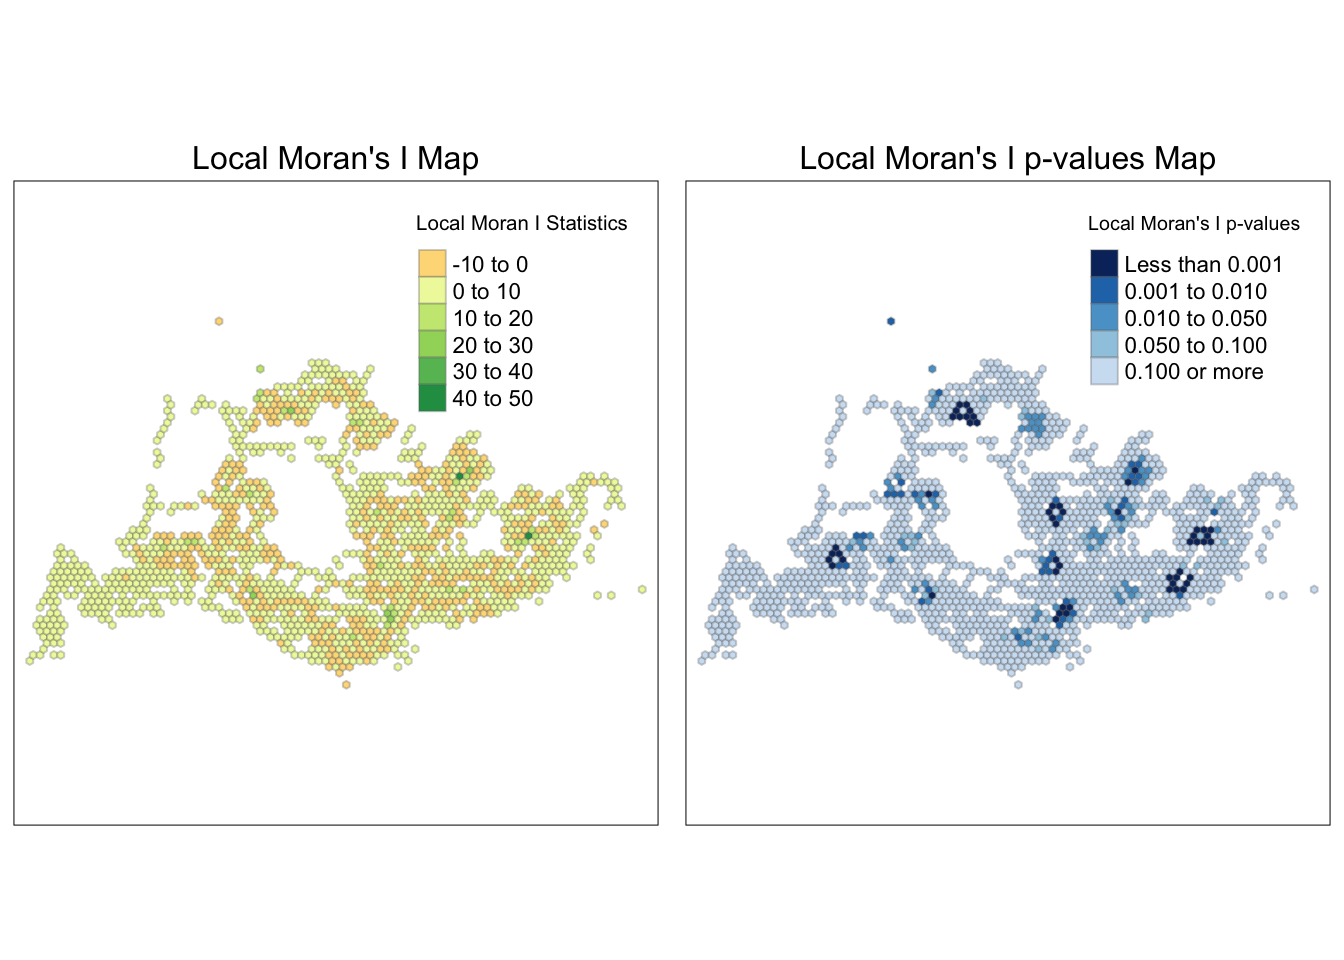 Local Moran's I Map
Local Moran I Statistics
-10 to 0
0 to 10
10 to 20
20 to 30
30 to 40
40 to 50
Local Moran's I p-values Map
Local Moran's I p-values
Less than 0.001
0.001 to 0.010
0.010 to 0.050
0.050 to 0.100
0.100 or more